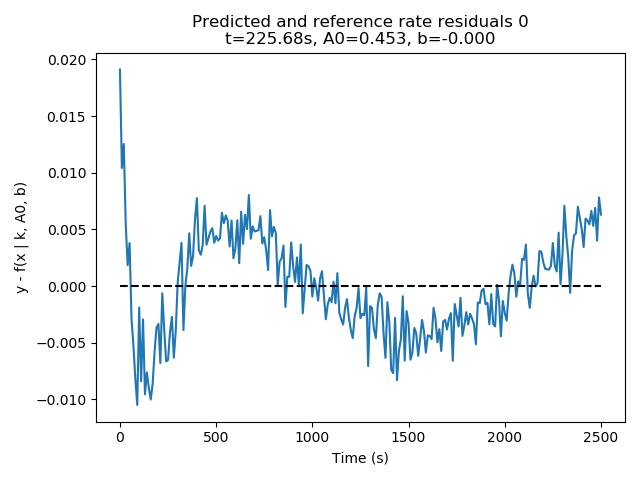 Predicted and reference rate residuals 0
t=225.68s, A0=0.453, b=-0.000
y - f(x | k, A0, b)
0.020
0.015
0.010
0.005
0.000
−0.005
−0.010
0 500 1000 1500 2000 2500
Time (s)